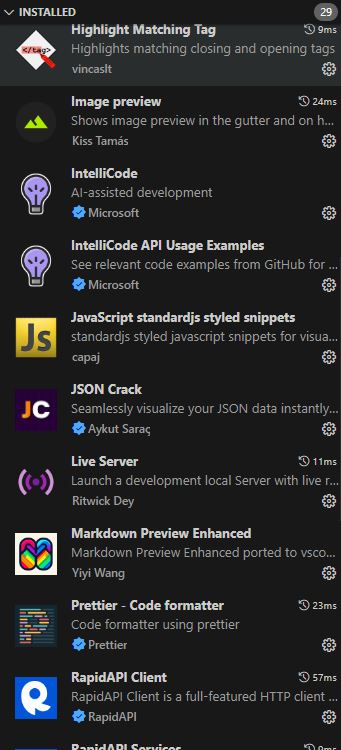 INSTALLED 29
Highlight Matching Tag 9ms
Highlights matching closing and opening tags
vincaslt
Image preview 24ms
Shows image preview in the gutter and on h...
Kiss Tamás
IntelliCode
AI-assisted development
Microsoft
IntelliCode API Usage Examples
See relevant code examples from GitHub for ...
Microsoft
JS
JavaScript standardjs styled snippets
standardjs styled javascript snippets for visua...
capaj
JC
JSON Crack
Seamlessly visualize your JSON data instantly...
Aykut Saraç
Live Server 11ms
Launch a development local Server with live r...
Ritwick Dey
Markdown Preview Enhanced
Markdown Preview Enhanced ported to vsco...
Yiyi Wang
Prettier - Code formatter 23ms
Code formatter using prettier
Prettier
RapidAPI Client 57ms
RapidAPI Client is a full-featured HTTP client ...
RapidAPI
RapidAPI Services